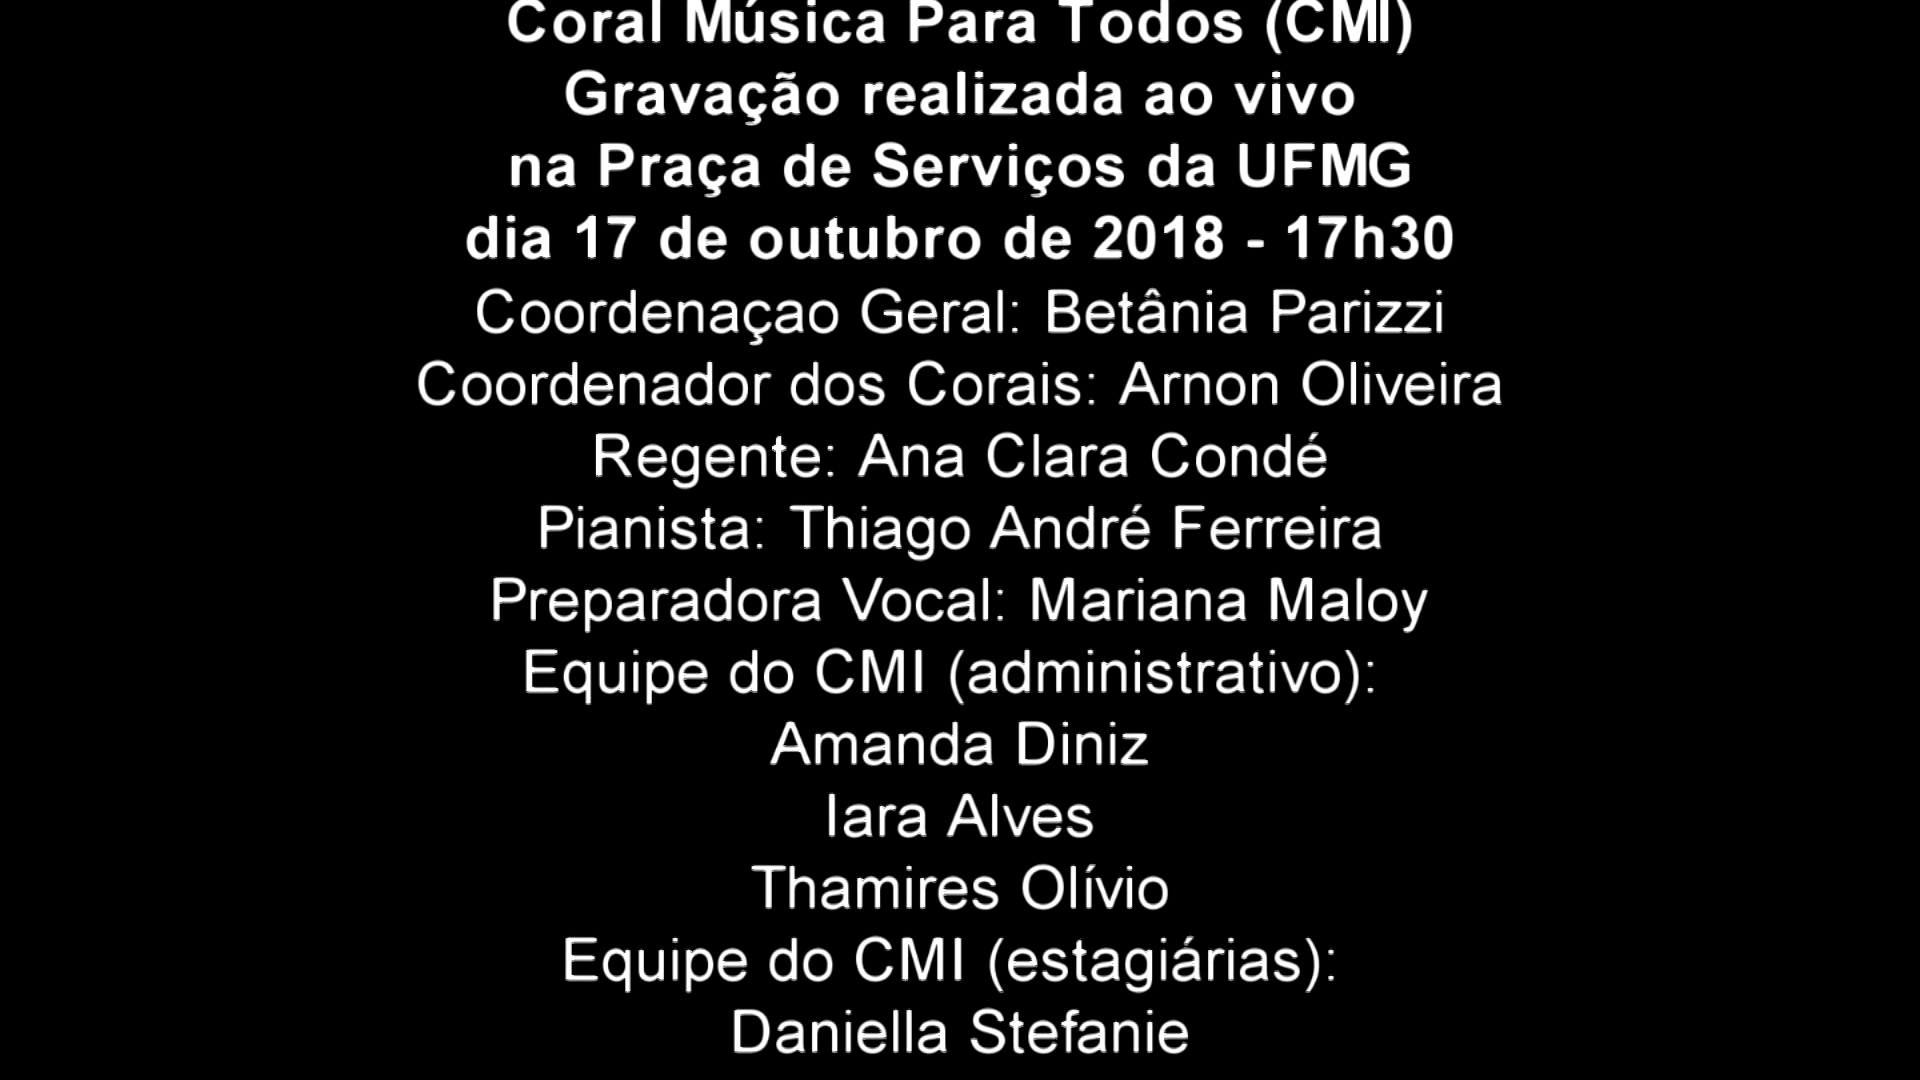 Coral Música Para Todos (CMI)
Gravação realizada ao vivo
na Praça de Serviços da UFMG
dia 17 de outubro de 2018 - 17h30
Coordenaçao Geral: Betânia Parizzi
Coordenador dos Corais: Arnon Oliveira
Regente: Ana Clara Condé
Pianista: Thiago André Ferreira
Preparadora Vocal: Mariana Maloy
Equipe do CMI (administrativo):
Amanda Diniz
Iara Alves
Thamires Olívio
Equipe do CMI (estagiárias):
Daniella Stefanie